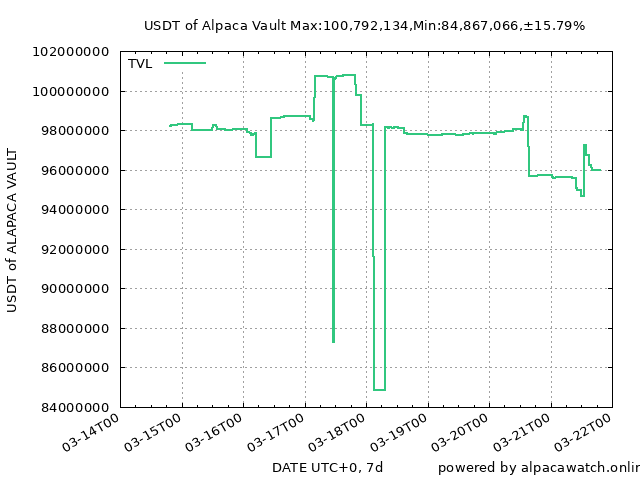 USDT of Alpaca Vault Max:100,792,134,Min:84,867,066,±15.79%
TVL
102000000
100000000
98000000
96000000
94000000
92000000
90000000
88000000
86000000
84000000
USDT of ALAPACA VAULT
03-14T00
03-15T00
03-16T00
03-17T00
03-18T00
03-19T00
03-20T00
03-21T00
03-22T00
DATE UTC+0, 7d
powered by alpacawatch.onlin